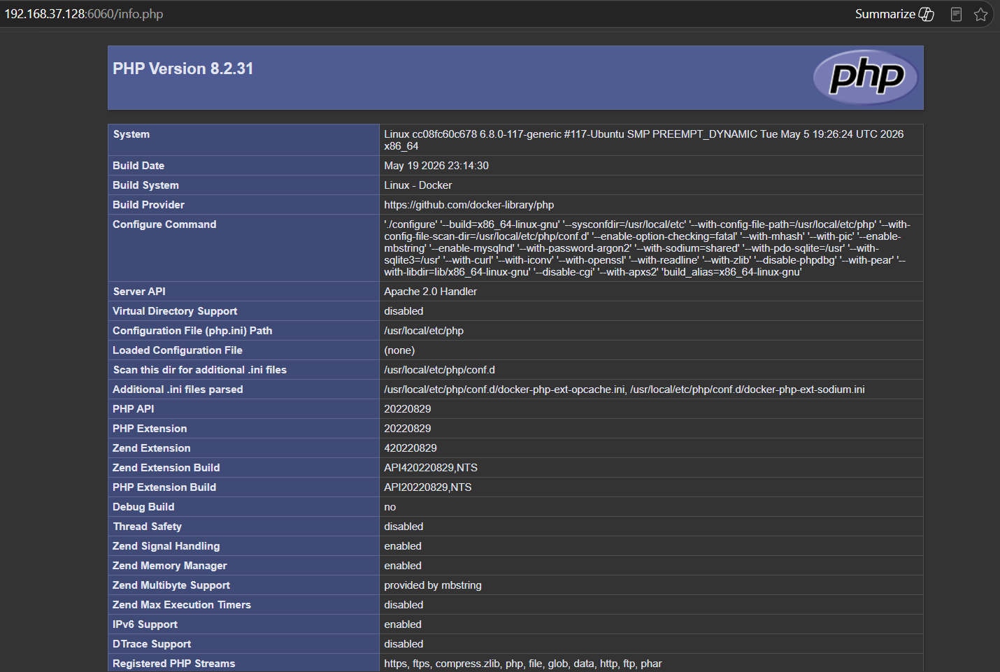 192.168.37.128:6060/info.php
Summarize
PHP Version 8.2.31
php
System
Linux cc08fc60c678 6.8.0-117-generic #117-Ubuntu SMP PREEMPT_DYNAMIC Tue May 5 19:26:24 UTC 2026
x86_64
Build Date
May 19 2026 23:14:30
Build System
Linux - Docker
Build Provider
https://github.com/docker-library/php
Configure Command
'./configure' '--build=x86_64-linux-gnu' '--sysconfdir=/usr/local/etc' '--with-config-file-path=/usr/local/etc/php' '--with-
config-file-scan-dir=/usr/local/etc/php/conf.d' '--enable-option-checking=fatal' '--with-mhash' '--with-pic' '--enable-
mbstring' '--enable-mysqlnd' '--with-password-argon2' '--with-sodium=shared' '--with-pdo-sqlite=/usr' '--with-
sqlite3=/usr' '--with-curl' '--with-iconv' '--with-openssl' '--with-readline' '--with-zlib' '--disable-phpdbg' '--with-pear' '--
with-libdir=lib/x86_64-linux-gnu' '--disable-cgi' '--with-apxs2' 'build_alias=x86_64-linux-gnu'
Server API
Apache 2.0 Handler
Virtual Directory Support
disabled
Configuration File (php.ini) Path
/usr/local/etc/php
Loaded Configuration File
(none)
Scan this dir for additional .ini files
/usr/local/etc/php/conf.d
Additional .ini files parsed
/usr/local/etc/php/conf.d/docker-php-ext-opcache.ini, /usr/local/etc/php/conf.d/docker-php-ext-sodium.ini
PHP API
20220829
PHP Extension
20220829
Zend Extension
420220829
Zend Extension Build
API420220829,NTS
PHP Extension Build
API20220829,NTS
Debug Build
no
Thread Safety
disabled
Zend Signal Handling
enabled
Zend Memory Manager
enabled
Zend Multibyte Support
provided by mbstring
Zend Max Execution Timers
disabled
IPv6 Support
enabled
DTrace Support
disabled
Registered PHP Streams
https, ftps, compress.zlib, php, file, glob, data, http, ftp, phar